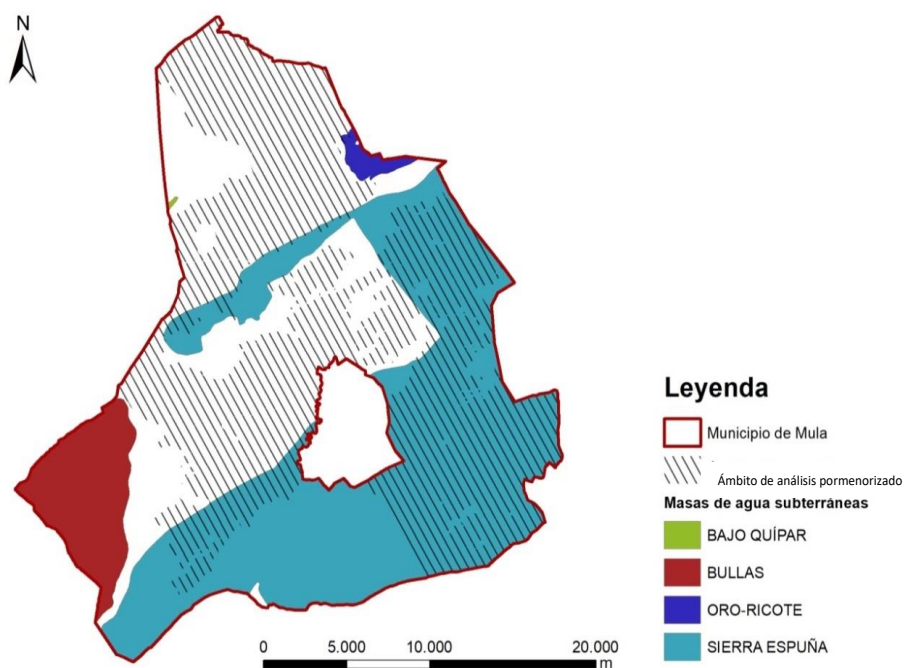 N
Leyenda
Municipio de Mula
Ámbito de análisis pormenorizado
Masas de agua subterráneas
BAJO QUÍPAR
BULLAS
ORO-RICOTE
SIERRA ESPUÑA
0 5.000 10.000 20.000
m